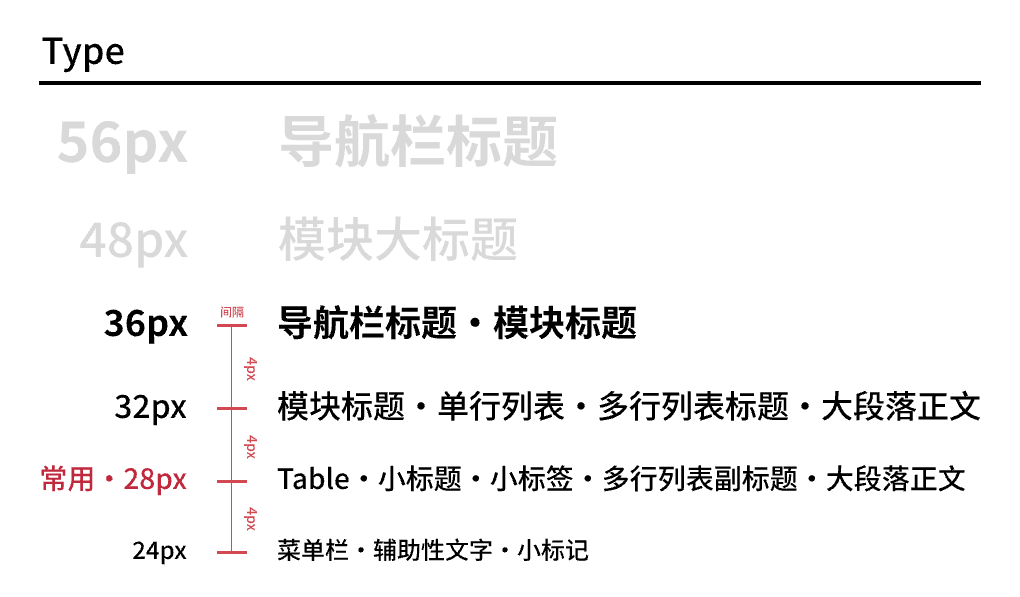 Type
56px 导航栏标题
48px 模块大标题
36px 间隔 导航栏标题・模块标题
4px
32px 模块标题・单行列表・多行列表标题・大段落正文
4px
常用・28px Table・小标题・小标签・多行列表副标题・大段落正文
4px
24px 菜单栏・辅助性文字・小标记